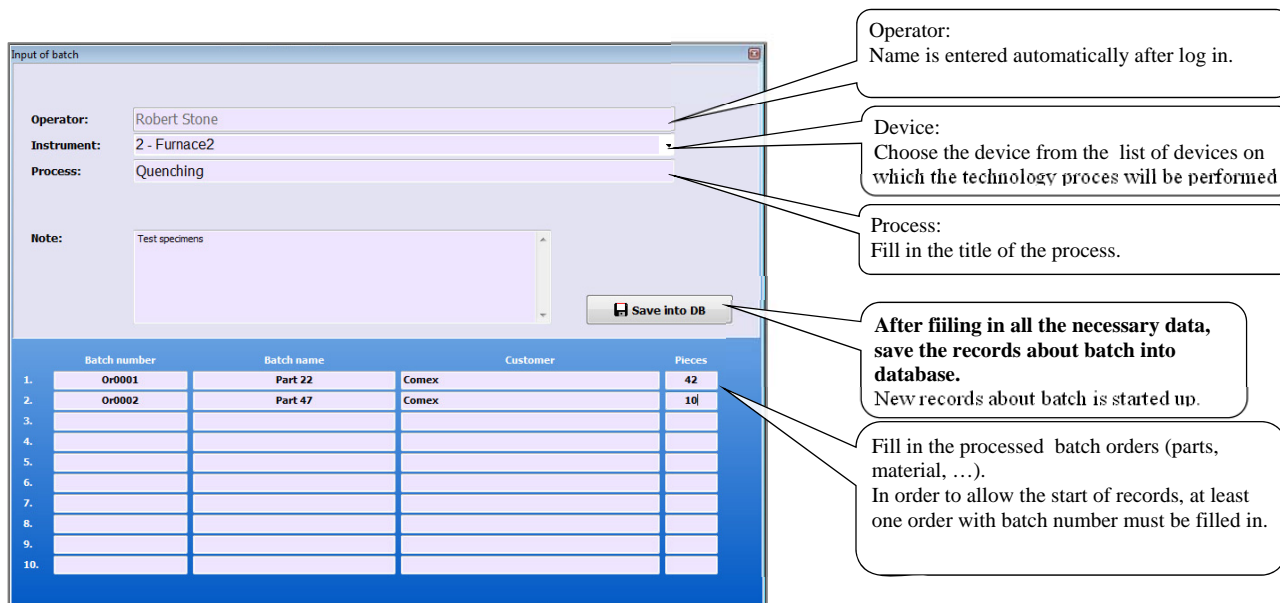 Input of batch
Operator:
Robert Stone
Instrument:
2 - Furnace2
Process:
Quenching
Note:
Test specimens
Save into DB
Batch number Batch name Customer Pieces
1. Or0001 Part 22 Comex 42
2. Or0002 Part 47 Comex 10
3.
4.
5.
6.
7.
8.
9.
10.
Operator:
Name is entered automatically after log in.
Device:
Choose the device from the list of devices on
which the technology proces will be performed
Process:
Fill in the title of the process.
After fiiling in all the necessary data,
save the records about batch into
database.
New records about batch is started up.
Fill in the processed batch orders (parts,
material, …).
In order to allow the start of records, at least
one order with batch number must be filled in.